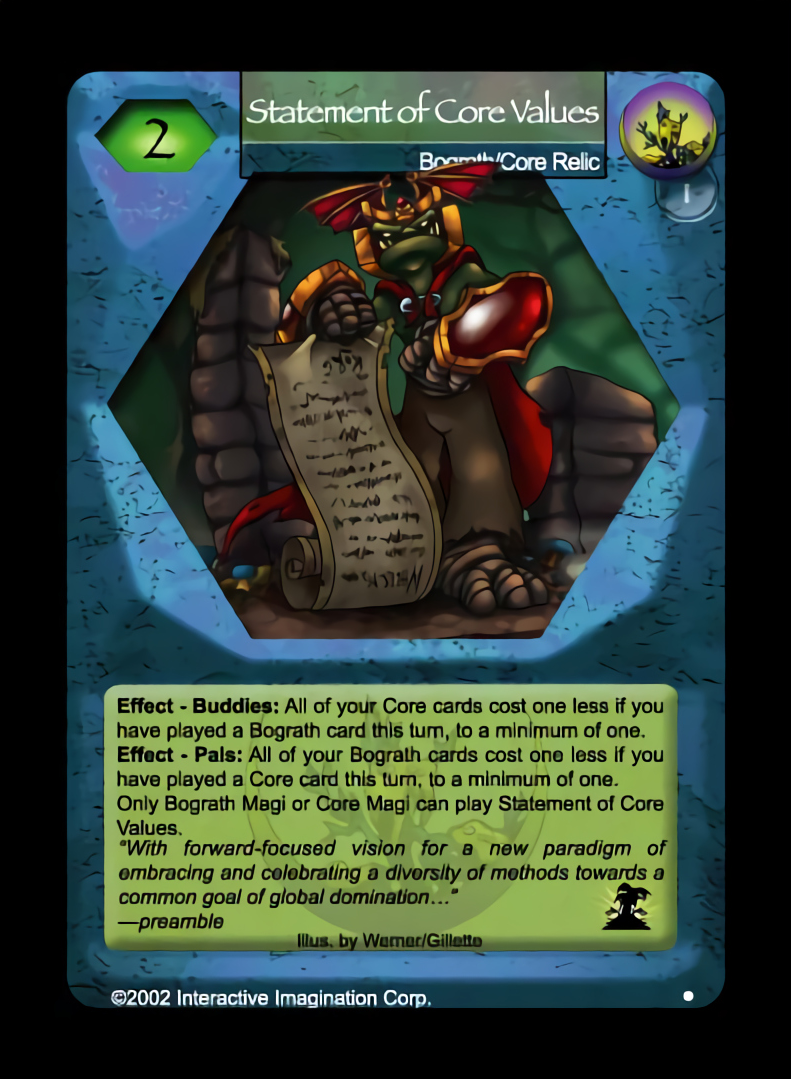 2
Statement of Core Values
Bograth/Core Relic
1
Effect - Buddies: All of your Core cards cost one less if you
have played a Bograth card this turn, to a minimum of one.
Effect - Pals: All of your Bograth cards cost one less if you
have played a Core card this turn, to a minimum of one.
Only Bograth Magi or Core Magi can play Statement of Core
Values.
"With forward-focused vision for a new paradigm of
embracing and celebrating a diversity of methods towards a
common goal of global domination…"
—preamble
Illus. by Werner/Gillette
©2002 Interactive Imagination Corp.